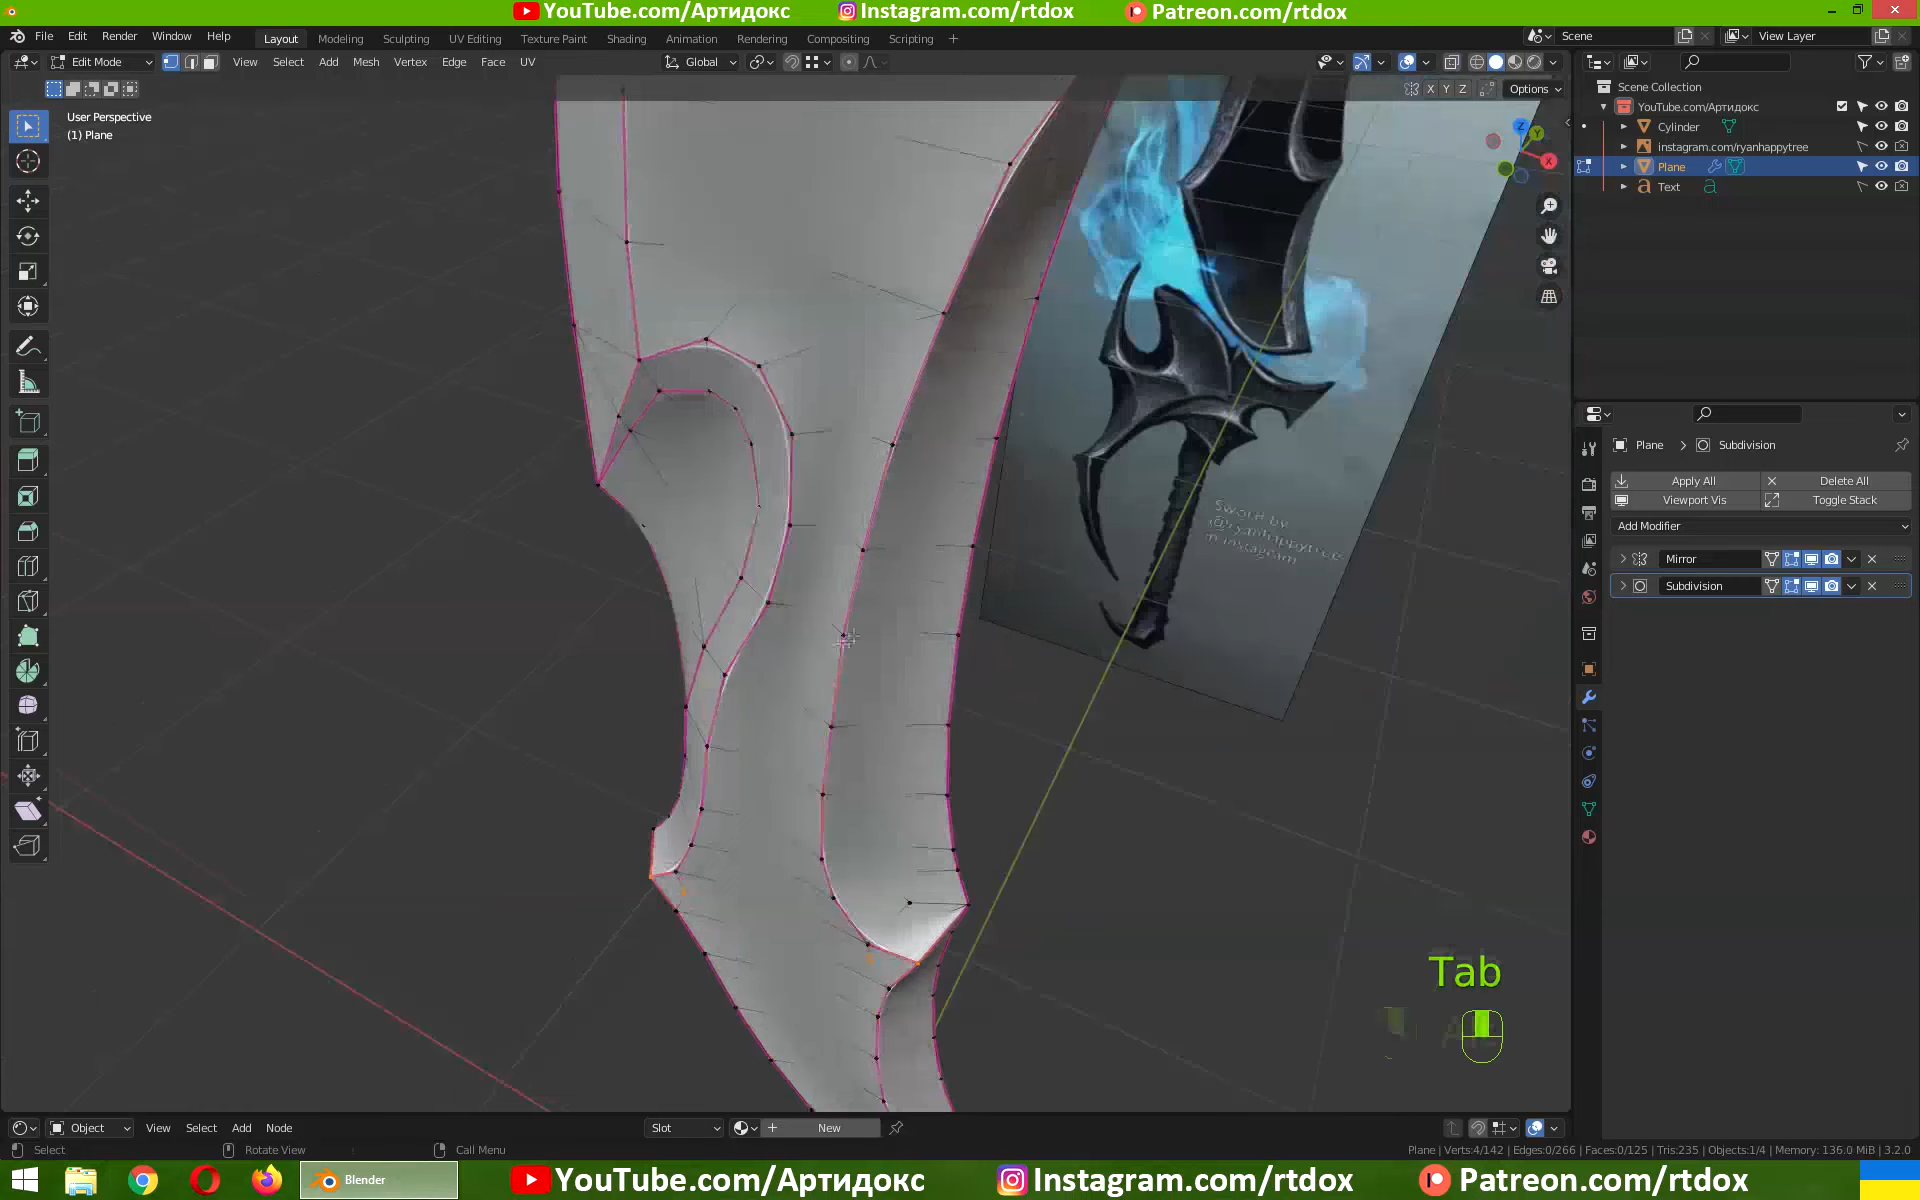 YouTube.com/Артидокс Instagram.com/rtdox Patreon.com/rtdox
File Edit Render Window Help Layout Modeling Sculpting UV Editing Texture Paint Shading Animation Rendering Compositing Scripting + Scene View Layer
Edit Mode View Select Add Mesh Vertex Edge Face UV Global
X Y Z Options
User Perspective
(1) Plane
Scene Collection
YouTube.com/Артидокс
Cylinder
instagram.com/ryanhappytree
Plane
Text
Z Y X
Plane > Subdivision
Apply All Delete All
Viewport Vis Toggle Stack
Add Modifier
Mirror
Subdivision
Sword by
@ryanhappytree
on instagram
Tab
Object View Select Add Node Slot New
Select Rotate View Call Menu Plane | Verts:4/142 | Edges:0/266 | Faces:0/125 | Tris:235 | Objects:1/4 | Memory: 136.0 MiB | 3.2.0
Blender YouTube.com/Артидокс Instagram.com/rtdox Patreon.com/rtdox